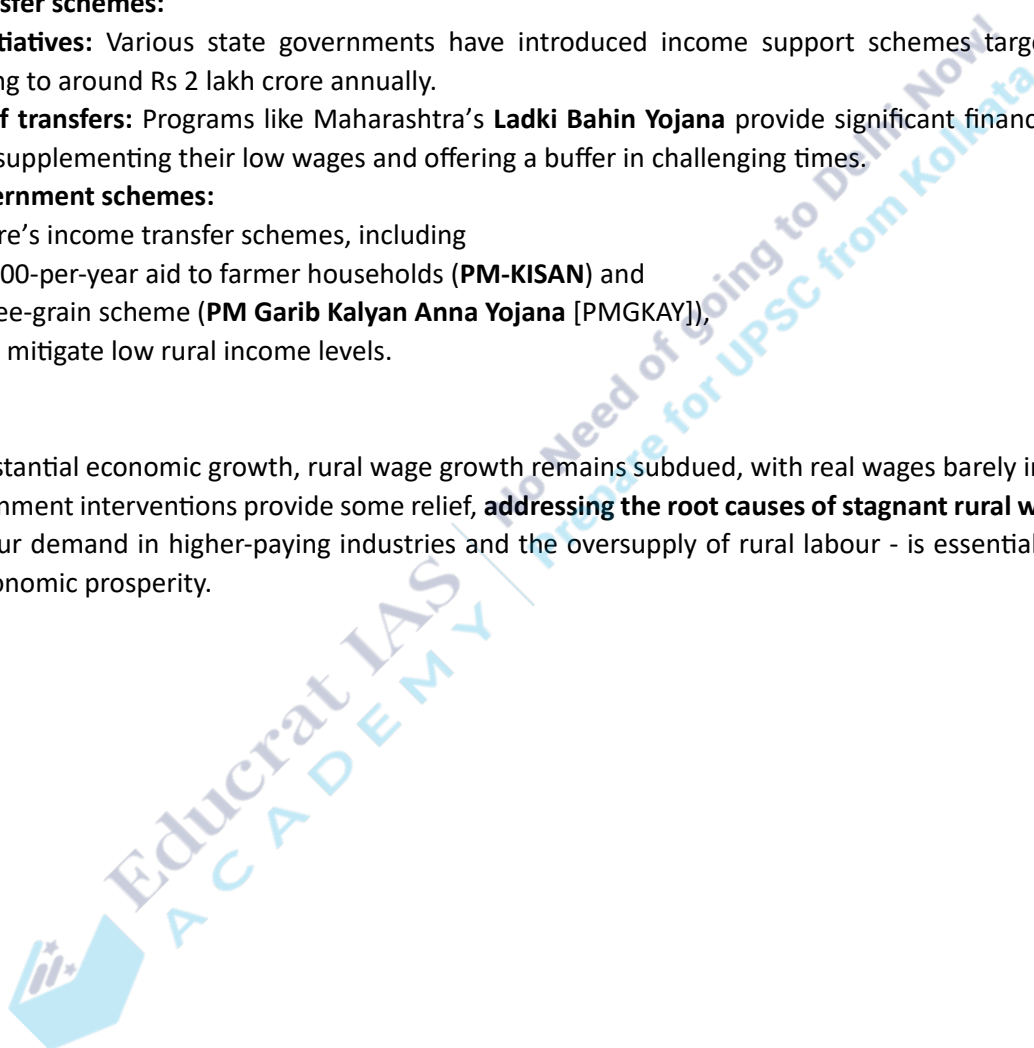 sfer schemes:
tiatives: Various state governments have introduced income support schemes targe
ng to around Rs 2 lakh crore annually.
f transfers: Programs like Maharashtra's Ladki Bahin Yojana provide significant financ
supplementing their low wages and offering a buffer in challenging times.
ernment schemes:
re's income transfer schemes, including
00-per-year aid to farmer households (PM-KISAN) and
ee-grain scheme (PM Garib Kalyan Anna Yojana [PMGKAY]),
mitigate low rural income levels.
stantial economic growth, rural wage growth remains subdued, with real wages barely in
nment interventions provide some relief, addressing the root causes of stagnant rural w
ur demand in higher-paying industries and the oversupply of rural labour - is essential
onomic prosperity.
Educrat IAS
ACADEMY
No Need of going to Delhi Now!
Prepare for UPSC from Kolkata